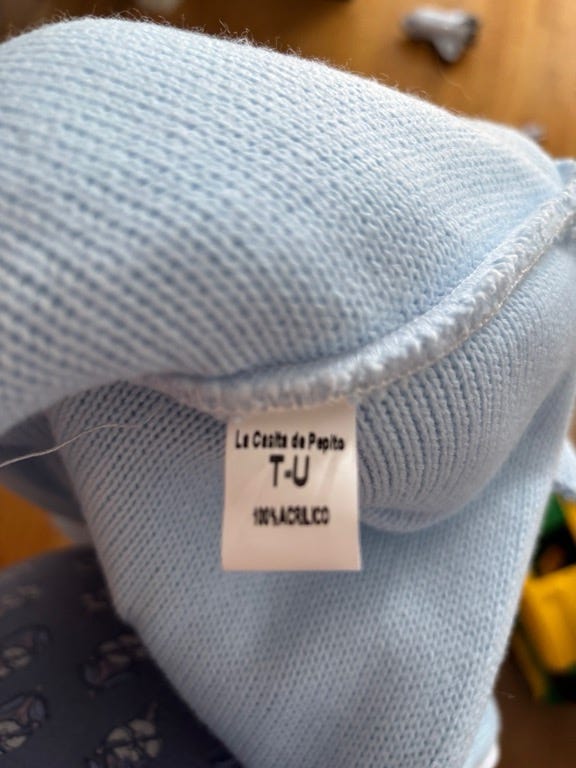 La Casita de Pepito
T-U
100% ACRILICO